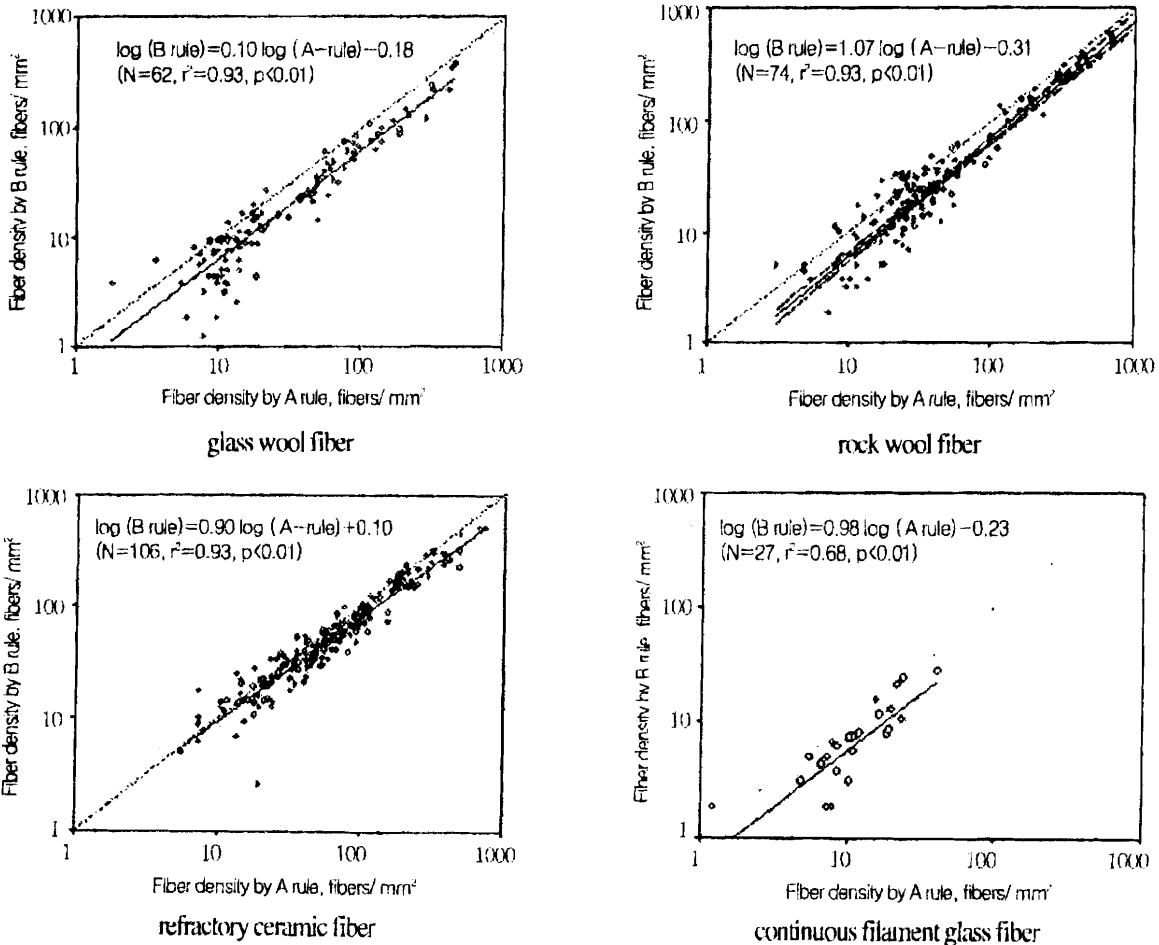 log (B rule)=0.10 log (A-rule)-0.18
(N=62, r²=0.93, p<0.01)
Fiber density by B rule, fibers/ mm²
1000
100
10
1
1 10 100 1000
Fiber density by A rule, fibers/ mm²
glass wool fiber
log (B rule)=1.07 log (A-rule)-0.31
(N=74, r²=0.93, p<0.01)
Fiber density by B rule, fibers/ mm²
1000
100
10
1
1 10 100 1000
Fiber density by A rule, fibers/ mm²
rock wool fiber
log (B rule)=0.90 log (A-rule)+0.10
(N=106, r²=0.93, p<0.01)
Fiber density by B rule, fibers/ mm²
1000
100
10
1
1 10 100 1000
Fiber density by A rule, fibers/ mm²
refractory ceramic fiber
log (B rule)=0.98 log (A rule)-0.23
(N=27, r²=0.68, p<0.01)
Fiber density by B rule, fibers/ mm²
1000
100
10
1
1 10 100 1000
Fiber density by A rule, fibers/ mm²
continuous filament glass fiber